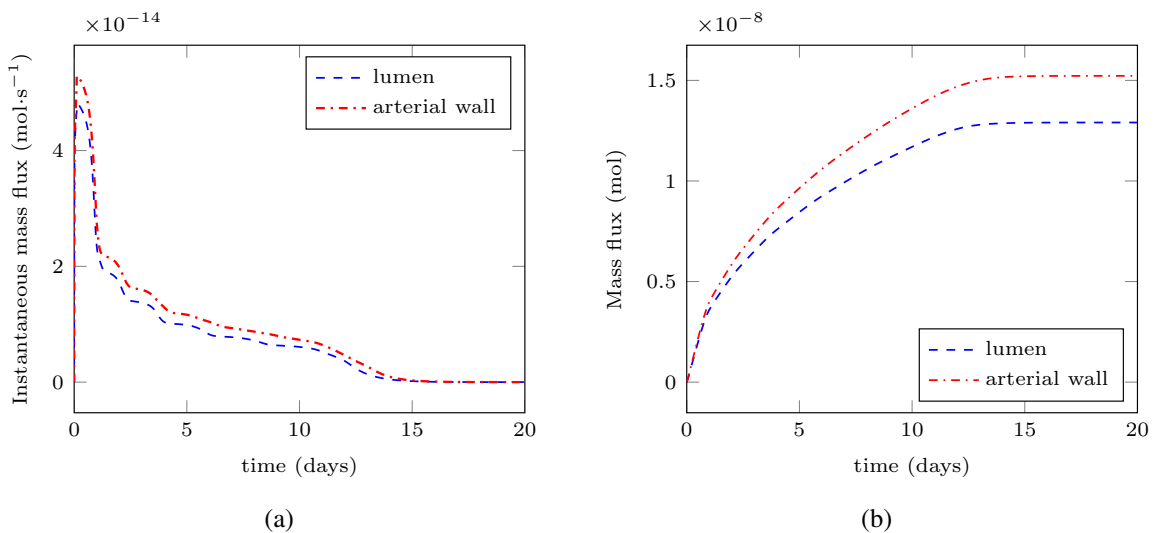 ×10−14
Instantaneous mass flux (mol·s−1)
4
2
0
0 5 10 15 20
time (days)
lumen
arterial wall
(a)
×10−8
Mass flux (mol)
1.5
1
0.5
0
0 5 10 15 20
time (days)
lumen
arterial wall
(b)